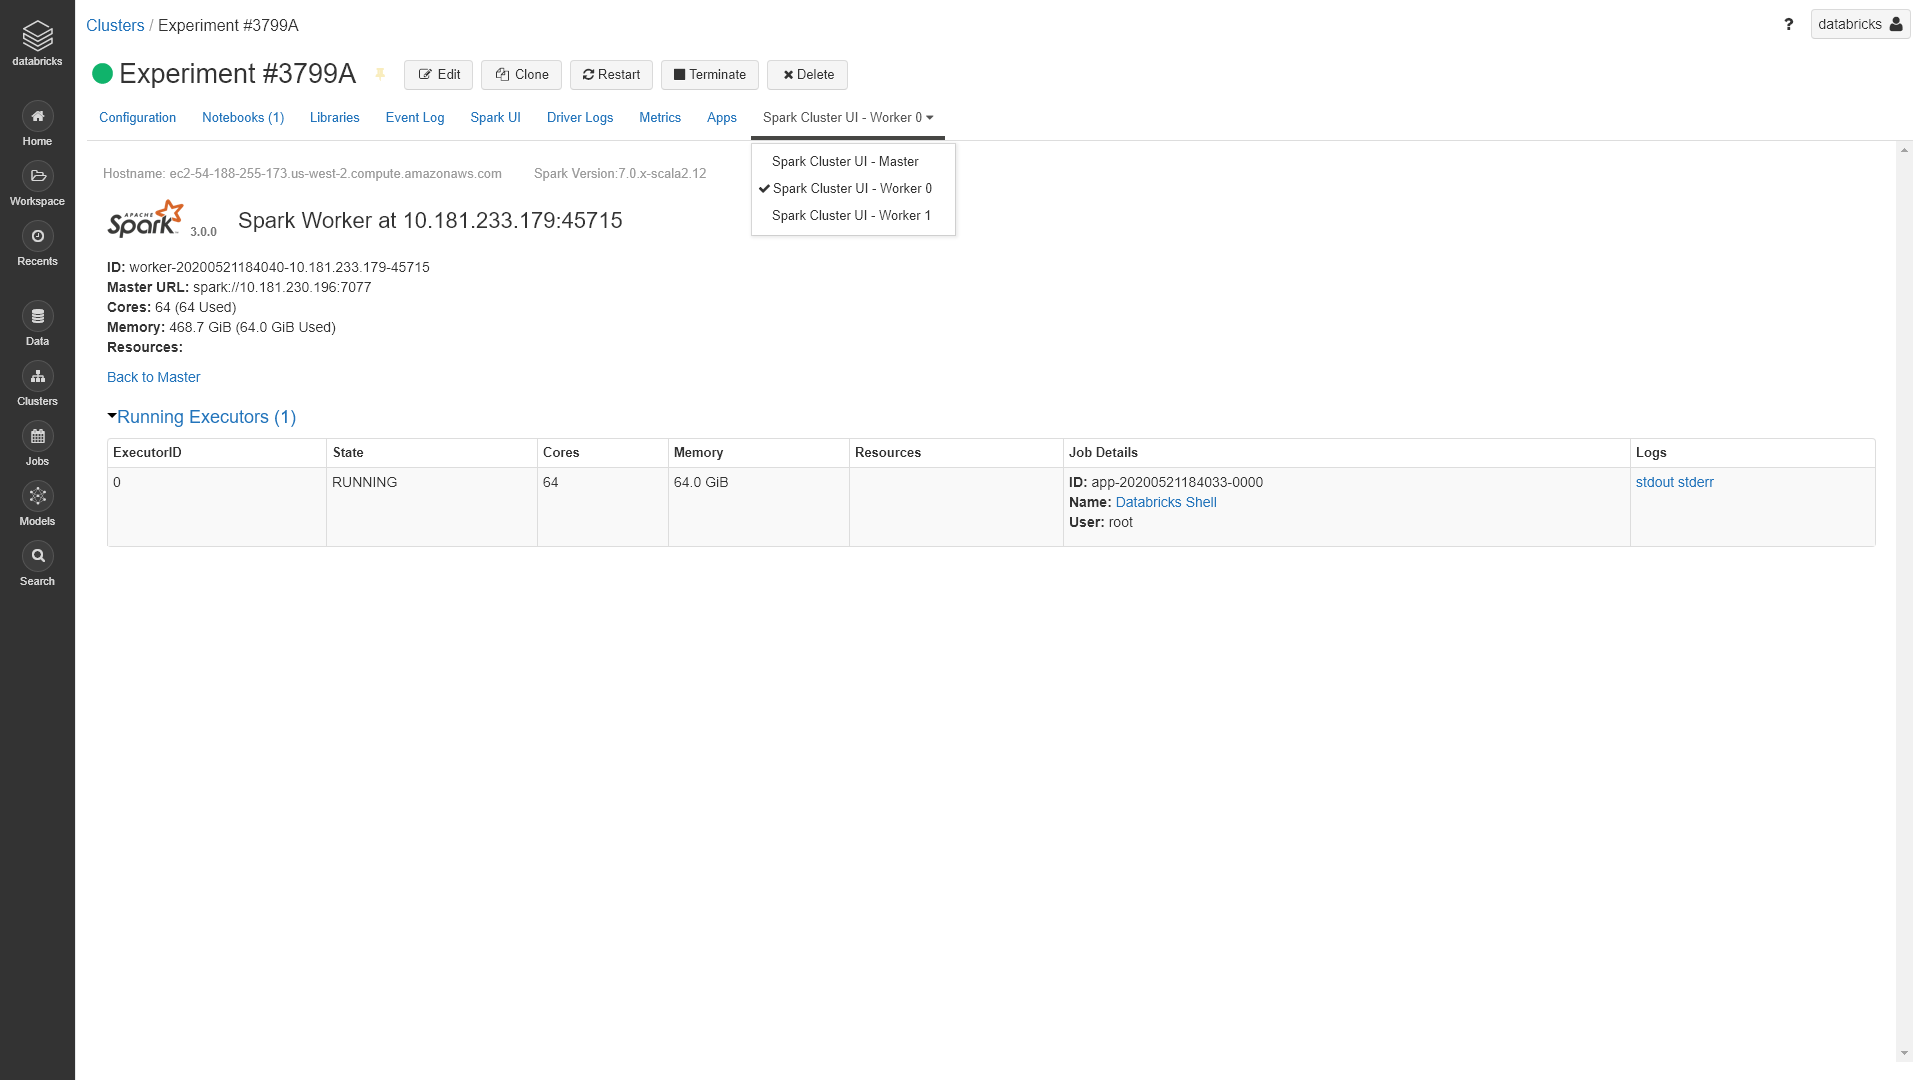 Clusters / Experiment #3799A
? databricks
databricks
Experiment #3799A Edit Clone Restart Terminate Delete
Configuration Notebooks (1) Libraries Event Log Spark UI Driver Logs Metrics Apps Spark Cluster UI - Worker 0
Spark Cluster UI - Master
Spark Cluster UI - Worker 0
Spark Cluster UI - Worker 1
Home
Workspace
Recents
Data
Clusters
Jobs
Models
Search
Hostname: ec2-54-188-255-173.us-west-2.compute.amazonaws.com Spark Version:7.0.x-scala2.12
APACHE Spark 3.0.0 Spark Worker at 10.181.233.179:45715
ID: worker-20200521184040-10.181.233.179-45715
Master URL: spark://10.181.230.196:7077
Cores: 64 (64 Used)
Memory: 468.7 GiB (64.0 GiB Used)
Resources:
Back to Master
Running Executors (1)
ExecutorID State Cores Memory Resources Job Details Logs
0 RUNNING 64 64.0 GiB ID: app-20200521184033-0000 stdout stderr
Name: Databricks Shell
User: root